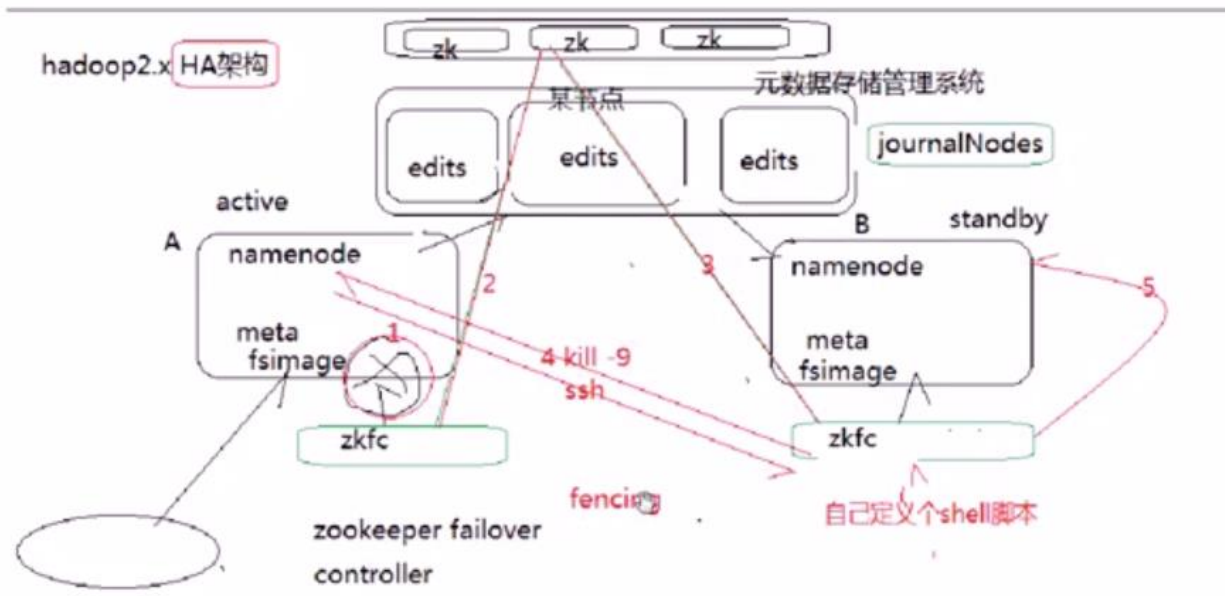 zk
zk
zk
hadoop2.x HA架构
元数据存储管理系统
某节点
edits
edits
edits
journalNodes
active
A
namenode
meta
fsimage
1
2
3
B
standby
namenode
meta
fsimage
5
4 kill -9
ssh
zkfc
zkfc
fencing
自己定义个shell脚本
zookeeper failover
controller